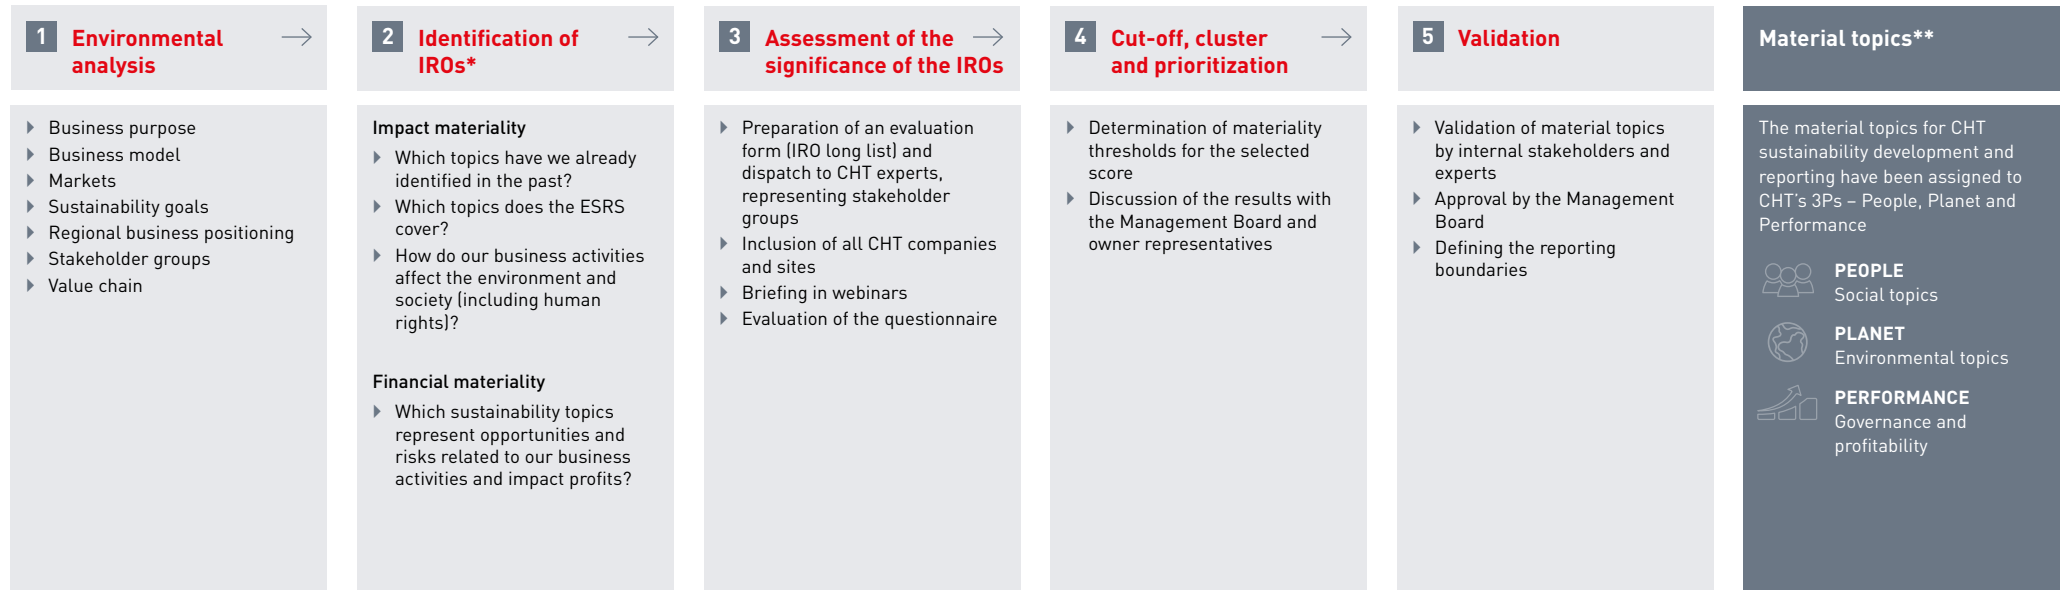 1 Environmental
analysis
Business purpose
Business model
Markets
Sustainability goals
Regional business positioning
Stakeholder groups
Value chain
2 Identification of
IROs*
Impact materiality
Which topics have we already
identified in the past?
Which topics does the ESRS
cover?
How do our business activities
affect the environment and
society (including human
rights)?
Financial materiality
Which sustainability topics
represent opportunities and
risks related to our business
activities and impact profits?
3 Assessment of the
significance of the IROs
Preparation of an evaluation
form (IRO long list) and
dispatch to CHT experts,
representing stakeholder
groups
Inclusion of all CHT companies
and sites
Briefing in webinars
Evaluation of the questionnaire
4 Cut-off, cluster
and prioritization
Determination of materiality
thresholds for the selected
score
Discussion of the results with
the Management Board and
owner representatives
5 Validation
Validation of material topics
by internal stakeholders and
experts
Approval by the Management
Board
Defining the reporting
boundaries
Material topics**
The material topics for CHT
sustainability development and
reporting have been assigned to
CHT’s 3Ps – People, Planet and
Performance
PEOPLE
Social topics
PLANET
Environmental topics
PERFORMANCE
Governance and
profitability